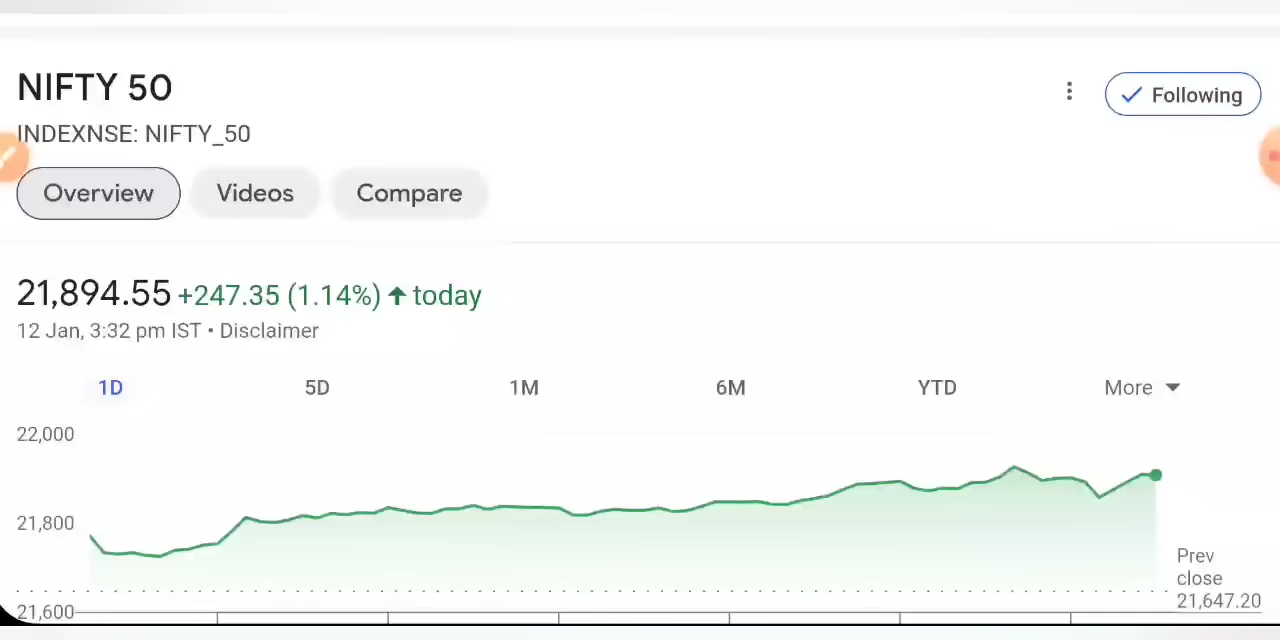 NIFTY 50
Following
INDEXNSE: NIFTY_50
Overview Videos Compare
21,894.55 +247.35 (1.14%) ↑ today
12 Jan, 3:32 pm IST • Disclaimer
1D 5D 1M 6M YTD More
22,000
21,800
21,600
Prev
close
21,647.20